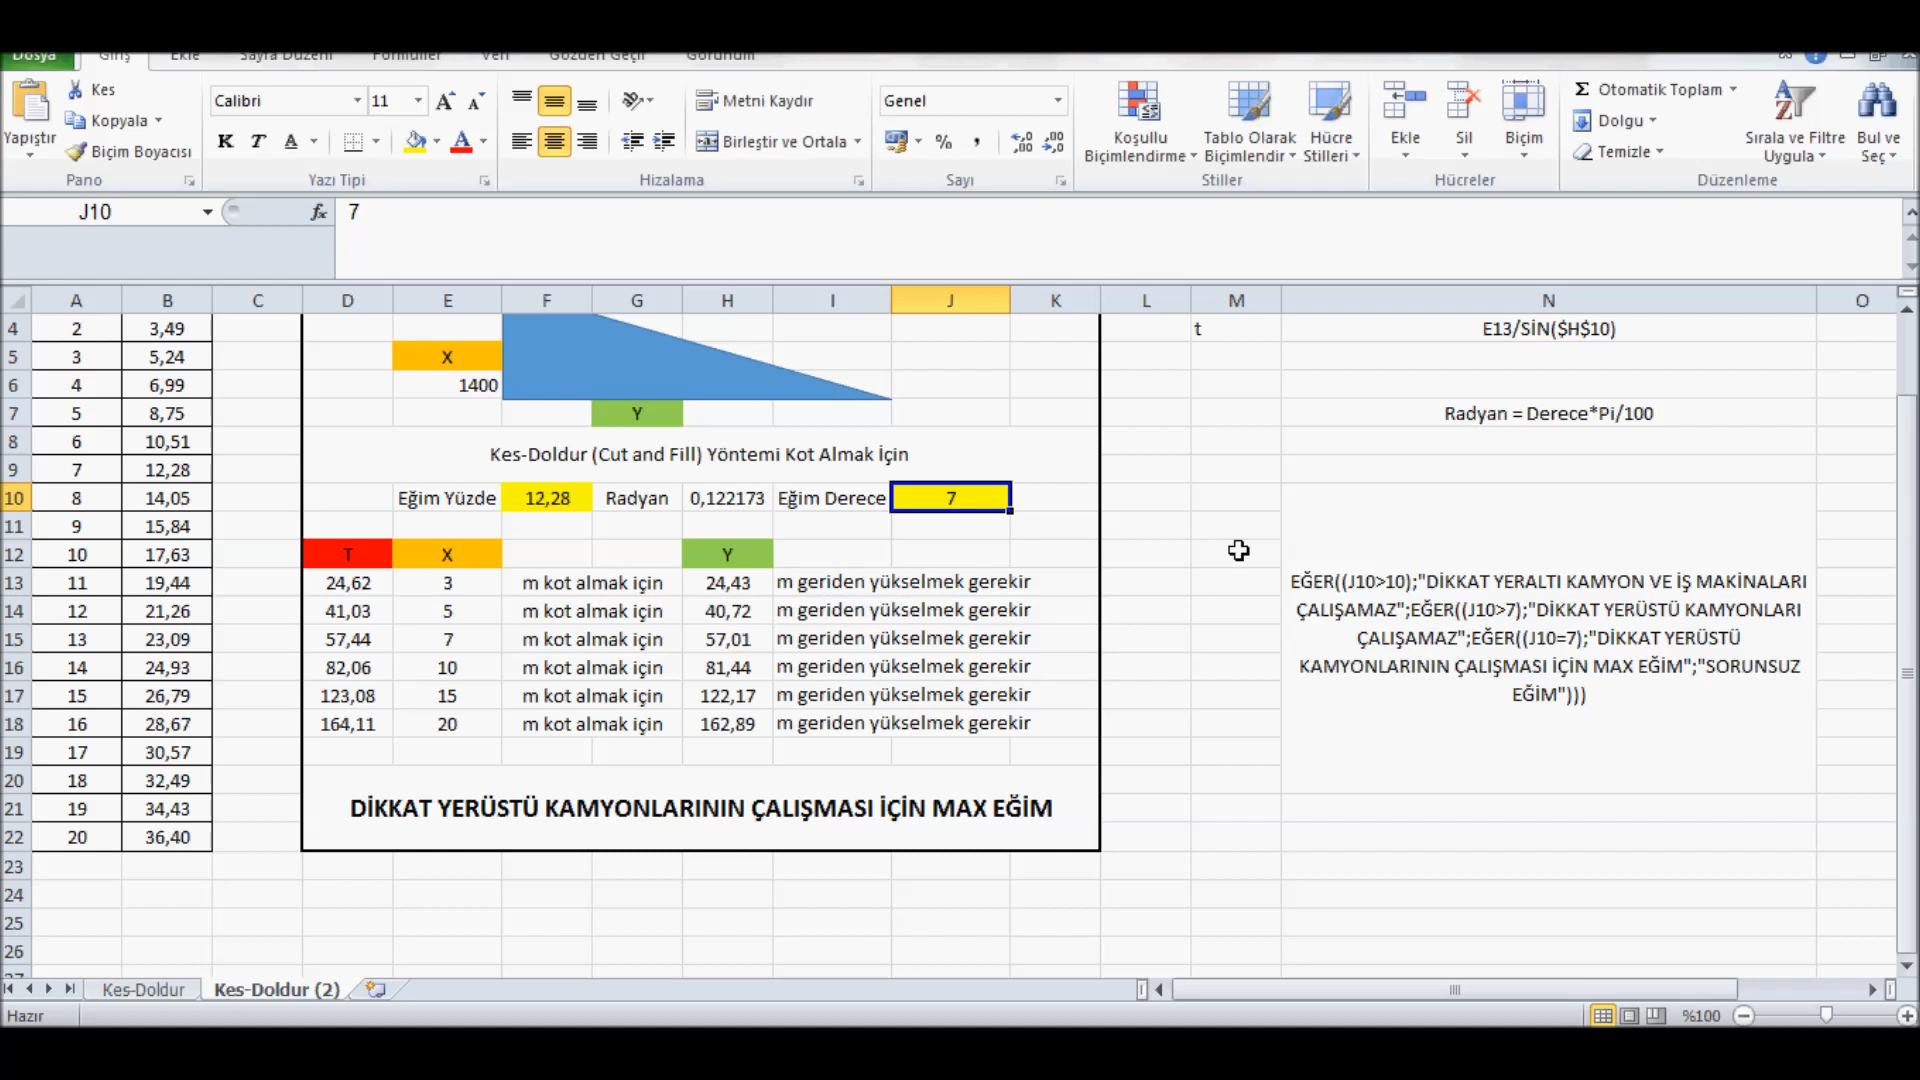 Dosya Giriş Ekle Sayfa Düzeni Formüller Veri Gözden Geçir Görünüm
Yapıştır Kes Kopyala Biçim Boyacısı
Pano
Calibri 11
K T A A
Yazı Tipi
Metni Kaydır
Birleştir ve Ortala
Hizalama
Genel
%
Sayı
Koşullu Biçimlendirme Tablo Olarak Biçimlendir Hücre Stilleri
Stiller
Ekle Sil Biçim
Hücreler
Otomatik Toplam
Dolgu
Temizle
Sırala ve Filtre Uygula Bul ve Seç
Düzenleme
J10 fx 7
A B C D E F G H I J K L M N O
4 2 3,49 t E13/SİN($H$10)
5 3 5,24 X
6 4 6,99 1400
7 5 8,75 Y Radyan = Derece*Pi/100
8 6 10,51
Kes-Doldur (Cut and Fill) Yöntemi Kot Almak İçin
9 7 12,28
10 8 14,05 Eğim Yüzde 12,28 Radyan 0,122173 Eğim Derece 7
11 9 15,84
12 10 17,63 T X Y
13 11 19,44 24,62 3 m kot almak için 24,43 m geriden yükselmek gerekir
14 12 21,26 41,03 5 m kot almak için 40,72 m geriden yükselmek gerekir
15 13 23,09 57,44 7 m kot almak için 57,01 m geriden yükselmek gerekir
16 14 24,93 82,06 10 m kot almak için 81,44 m geriden yükselmek gerekir
17 15 26,79 123,08 15 m kot almak için 122,17 m geriden yükselmek gerekir
18 16 28,67 164,11 20 m kot almak için 162,89 m geriden yükselmek gerekir
EĞER((J10>10);"DİKKAT YERALTI KAMYON VE İŞ MAKİNALARI
ÇALIŞAMAZ";EĞER((J10>7);"DİKKAT YERÜSTÜ KAMYONLARI
ÇALIŞAMAZ";EĞER((J10=7);"DİKKAT YERÜSTÜ
KAMYONLARININ ÇALIŞMASI İÇİN MAX EĞİM";"SORUNSUZ
EĞİM")))
19 17 30,57
20 18 32,49
21 19 34,43 DİKKAT YERÜSTÜ KAMYONLARININ ÇALIŞMASI İÇİN MAX EĞİM
22 20 36,40
23
24
25
26
Kes-Doldur Kes-Doldur (2)
Hazır %100